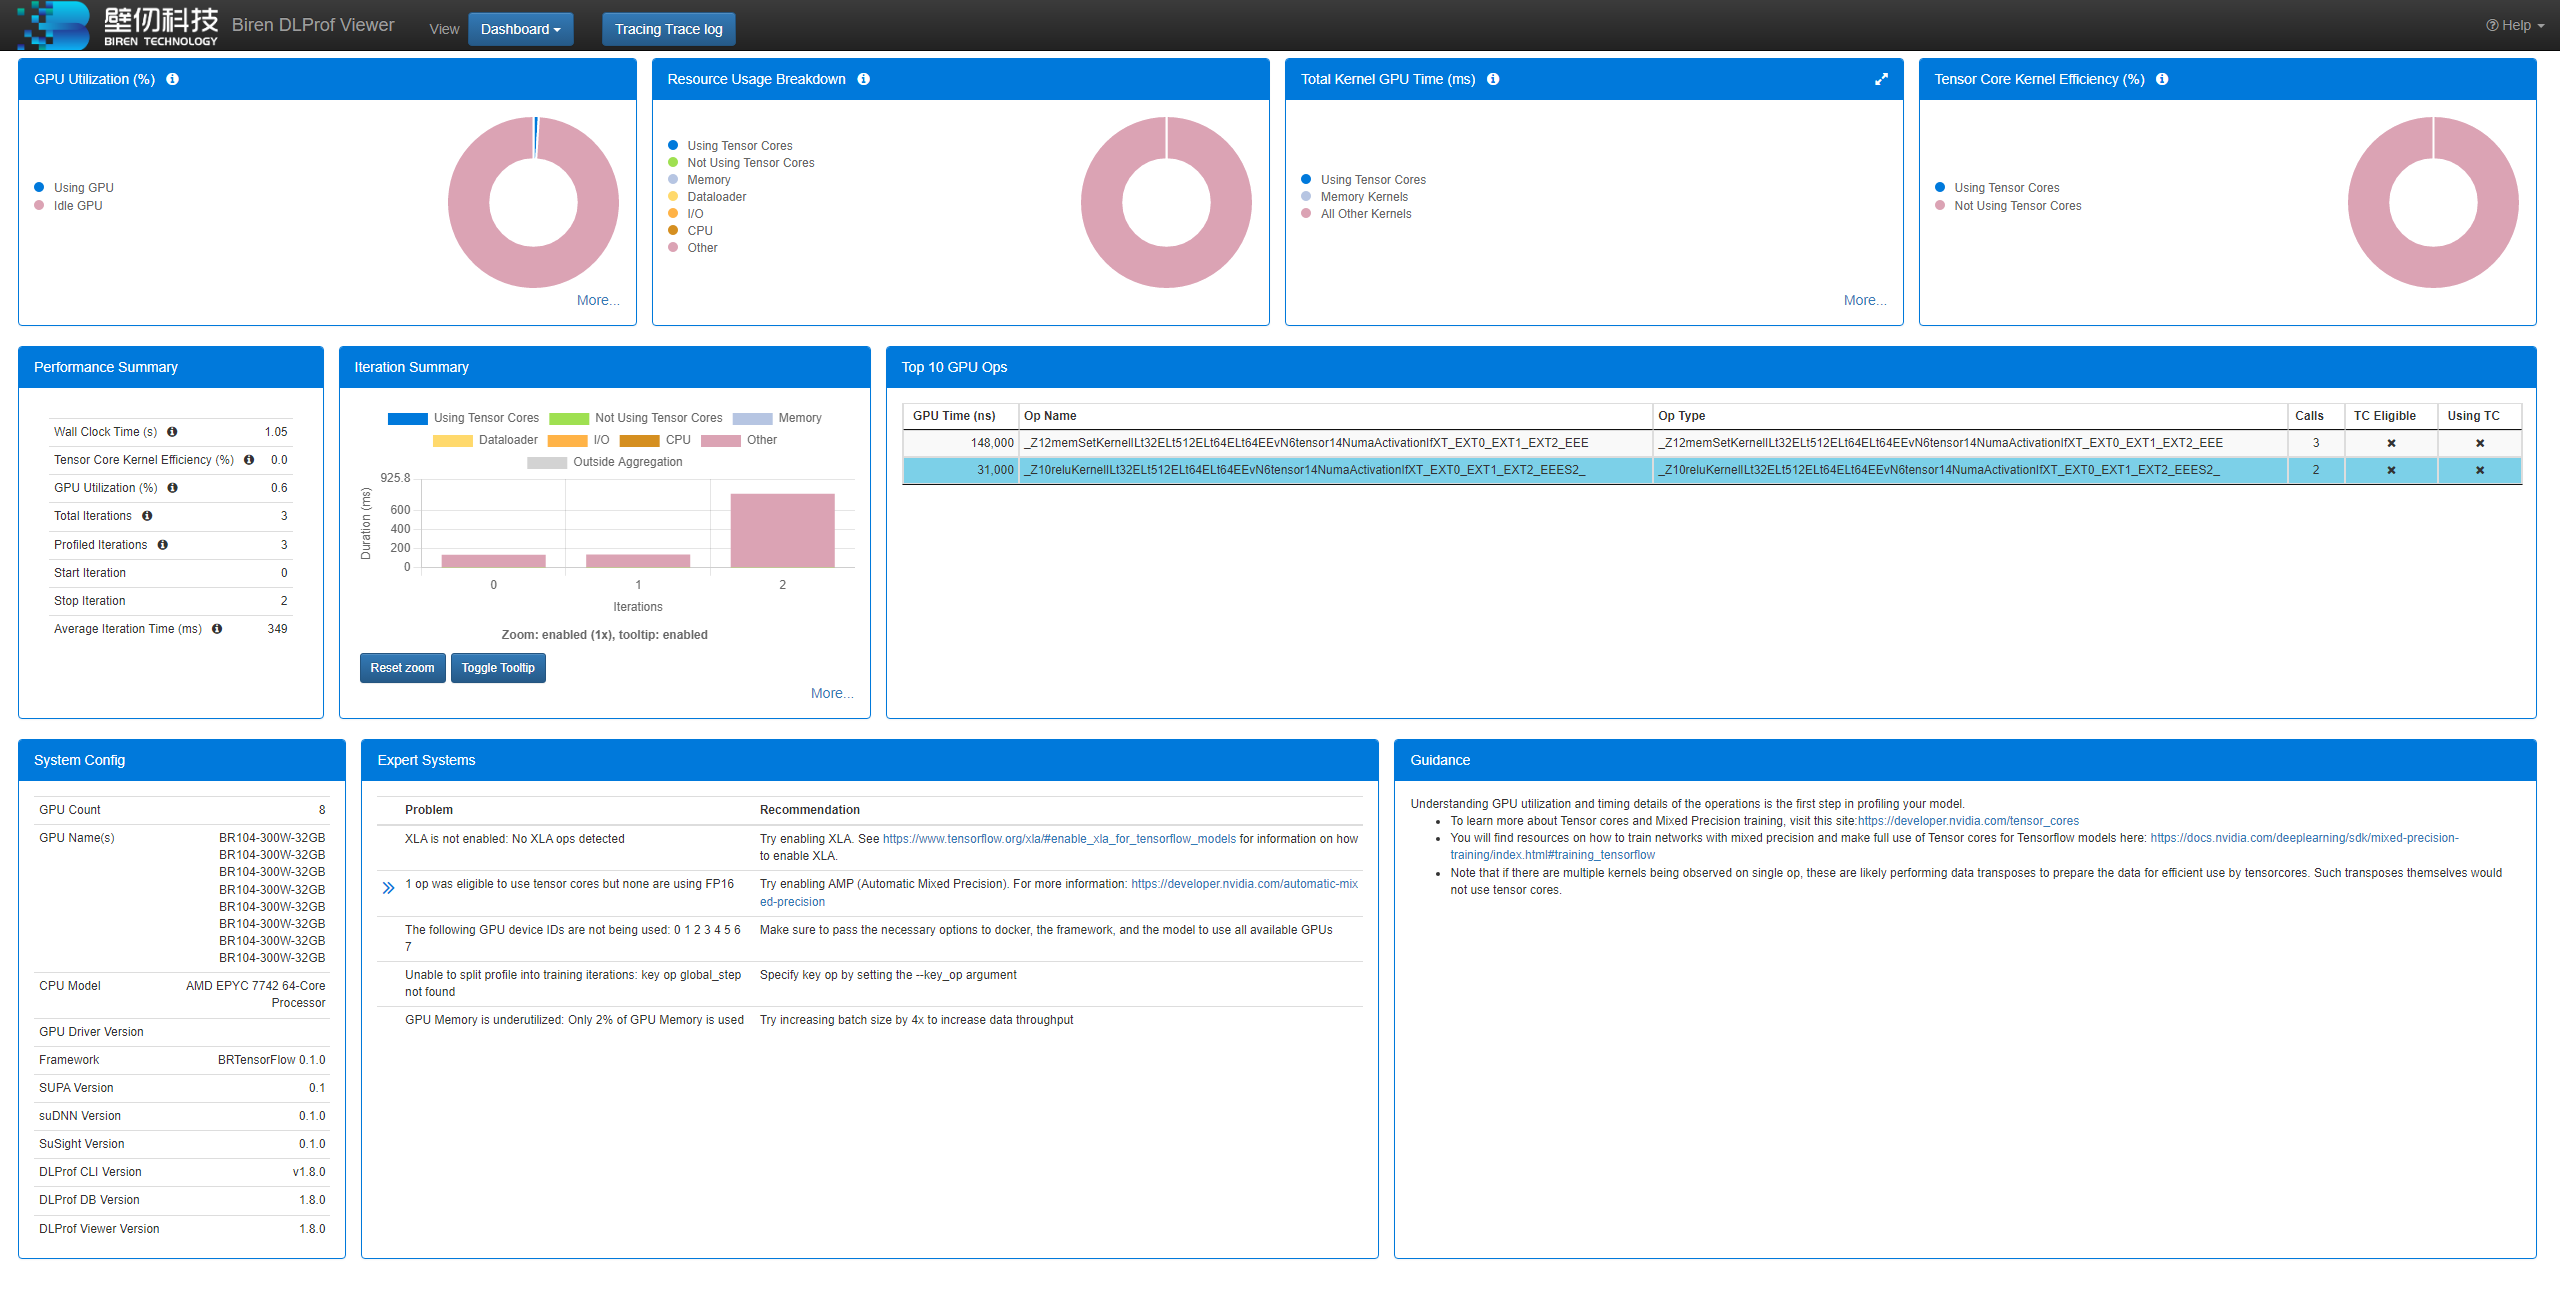 壁仞科技
BIREN TECHNOLOGY
Biren DLProf Viewer
View
Dashboard
Tracing Trace log
Help
GPU Utilization (%)
Using GPU
Idle GPU
More...
Resource Usage Breakdown
Using Tensor Cores
Not Using Tensor Cores
Memory
Dataloader
I/O
CPU
Other
Total Kernel GPU Time (ms)
Using Tensor Cores
Memory Kernels
All Other Kernels
More...
Tensor Core Kernel Efficiency (%)
Using Tensor Cores
Not Using Tensor Cores
Performance Summary
Wall Clock Time (s) 1.05
Tensor Core Kernel Efficiency (%) 0.0
GPU Utilization (%) 0.6
Total Iterations 3
Profiled Iterations 3
Start Iteration 0
Stop Iteration 2
Average Iteration Time (ms) 349
Iteration Summary
Using Tensor Cores Not Using Tensor Cores Memory
Dataloader I/O CPU Other
Outside Aggregation
925.8
600
400
200
0
Duration (ms)
0 1 2
Iterations
Zoom: enabled (1x), tooltip: enabled
Reset zoom Toggle Tooltip
More...
Top 10 GPU Ops
GPU Time (ns) Op Name Op Type Calls TC Eligible Using TC
148,000 _Z12memSetKernelILt32ELt512ELt64ELt64EEvN6tensor14NumaActivationIfXT_EXT0_EXT1_EXT2_EEE _Z12memSetKernelILt32ELt512ELt64ELt64EEvN6tensor14NumaActivationIfXT_EXT0_EXT1_EXT2_EEE 3 ✖ ✖
31,000 _Z10reluKernelILt32ELt512ELt64ELt64EEvN6tensor14NumaActivationIfXT_EXT0_EXT1_EXT2_EEES2_ _Z10reluKernelILt32ELt512ELt64ELt64EEvN6tensor14NumaActivationIfXT_EXT0_EXT1_EXT2_EEES2_ 2 ✖ ✖
System Config
GPU Count 8
GPU Name(s) BR104-300W-32GB
BR104-300W-32GB
BR104-300W-32GB
BR104-300W-32GB
BR104-300W-32GB
BR104-300W-32GB
BR104-300W-32GB
BR104-300W-32GB
CPU Model AMD EPYC 7742 64-Core
Processor
GPU Driver Version
Framework BRTensorFlow 0.1.0
SUPA Version 0.1
suDNN Version 0.1.0
SuSight Version 0.1.0
DLProf CLI Version v1.8.0
DLProf DB Version 1.8.0
DLProf Viewer Version 1.8.0
Expert Systems
Problem Recommendation
XLA is not enabled: No XLA ops detected Try enabling XLA. See https://www.tensorflow.org/xla/#enable_xla_for_tensorflow_models for information on how
to enable XLA.
1 op was eligible to use tensor cores but none are using FP16 Try enabling AMP (Automatic Mixed Precision). For more information: https://developer.nvidia.com/automatic-mix
ed-precision
The following GPU device IDs are not being used: 0 1 2 3 4 5 6 Make sure to pass the necessary options to docker, the framework, and the model to use all available GPUs
7
Unable to split profile into training iterations: key op global_step Specify key op by setting the --key_op argument
not found
GPU Memory is underutilized: Only 2% of GPU Memory is used Try increasing batch size by 4x to increase data throughput
Guidance
Understanding GPU utilization and timing details of the operations is the first step in profiling your model.
• To learn more about Tensor cores and Mixed Precision training, visit this site:https://developer.nvidia.com/tensor_cores
• You will find resources on how to train networks with mixed precision and make full use of Tensor cores for Tensorflow models here: https://docs.nvidia.com/deeplearning/sdk/mixed-precision-
training/index.html#training_tensorflow
• Note that if there are multiple kernels being observed on single op, these are likely performing data transposes to prepare the data for efficient use by tensorcores. Such transposes themselves would
not use tensor cores.